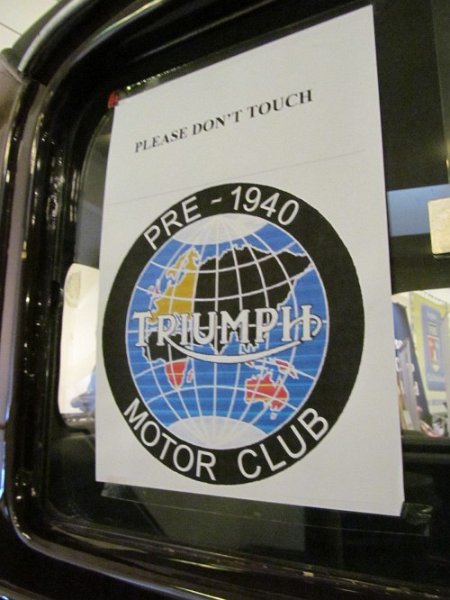 PLEASE DON'T TOUCH
PRE - 1940
TRIUMPH
MOTOR CLUB